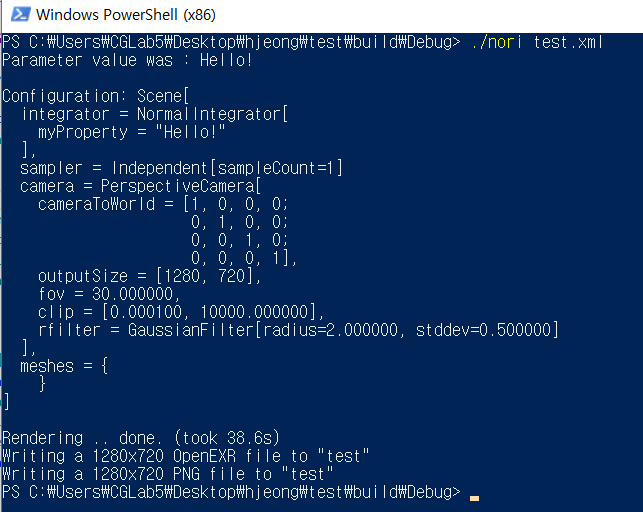 Windows PowerShell (x86)
PS C:₩Users₩CGLab5₩Desktop₩hjeong₩test₩build₩Debug> ./nori test.xml
Parameter value was : Hello!
Configuration: Scene[
  integrator = NormalIntegrator[
    myProperty = "Hello!"
  ],
  sampler = Independent[sampleCount=1]
  camera = PerspectiveCamera[
    cameraToWorld = [1, 0, 0, 0;
                     0, 1, 0, 0;
                     0, 0, 1, 0;
                     0, 0, 0, 1],
    outputSize = [1280, 720],
    fov = 30.000000,
    clip = [0.000100, 10000.000000],
    rfilter = GaussianFilter[radius=2.000000, stddev=0.500000]
  ],
  meshes = {
    }
]
Rendering .. done. (took 38.6s)
Writing a 1280x720 OpenEXR file to "test"
Writing a 1280x720 PNG file to "test"
PS C:₩Users₩CGLab5₩Desktop₩hjeong₩test₩build₩Debug>